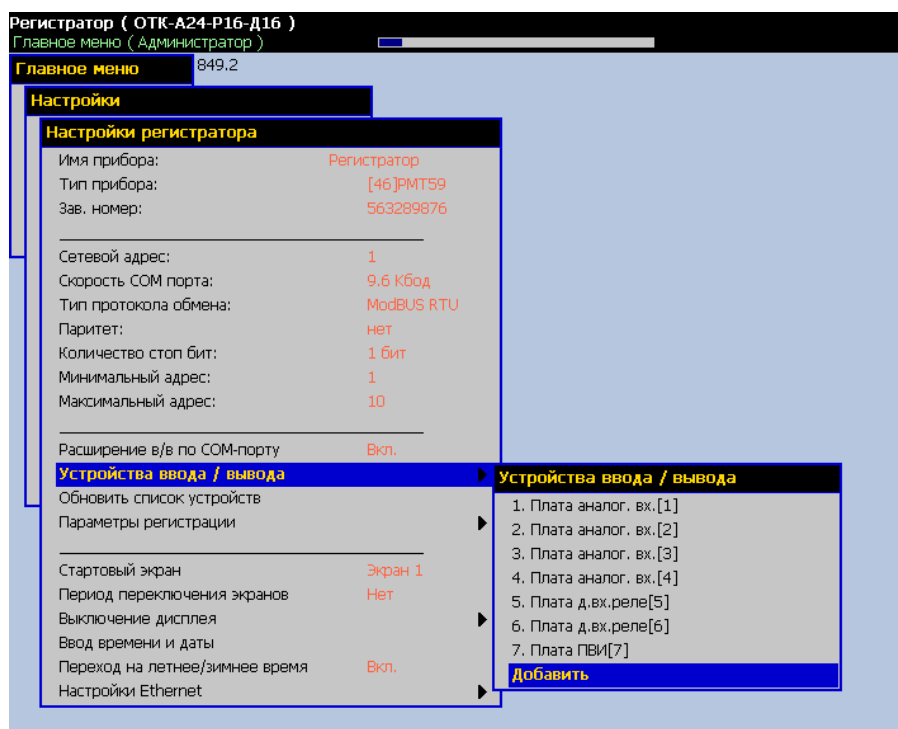 Регистратор ( ОТК-А24-Р16-Д16 )
Главное меню ( Администратор )
Главное меню
849.2
Настройки
Настройки регистратора
Имя прибора: Регистратор
Тип прибора: [46]РМТ59
Зав. номер: 563289876
Сетевой адрес: 1
Скорость COM порта: 9.6 Кбод
Тип протокола обмена: ModBUS RTU
Паритет: нет
Количество стоп бит: 1 бит
Минимальный адрес: 1
Максимальный адрес: 10
Расширение в/в по COM-порту Вкл.
Устройства ввода / вывода
Обновить список устройств
Параметры регистрации
Стартовый экран Экран 1
Период переключения экранов Нет
Выключение дисплея
Ввод времени и даты
Переход на летнее/зимнее время Вкл.
Настройки Ethernet
Устройства ввода / вывода
1. Плата аналог. вх.[1]
2. Плата аналог. вх.[2]
3. Плата аналог. вх.[3]
4. Плата аналог. вх.[4]
5. Плата д.вх.реле[5]
6. Плата д.вх.реле[6]
7. Плата ПВИ[7]
Добавить